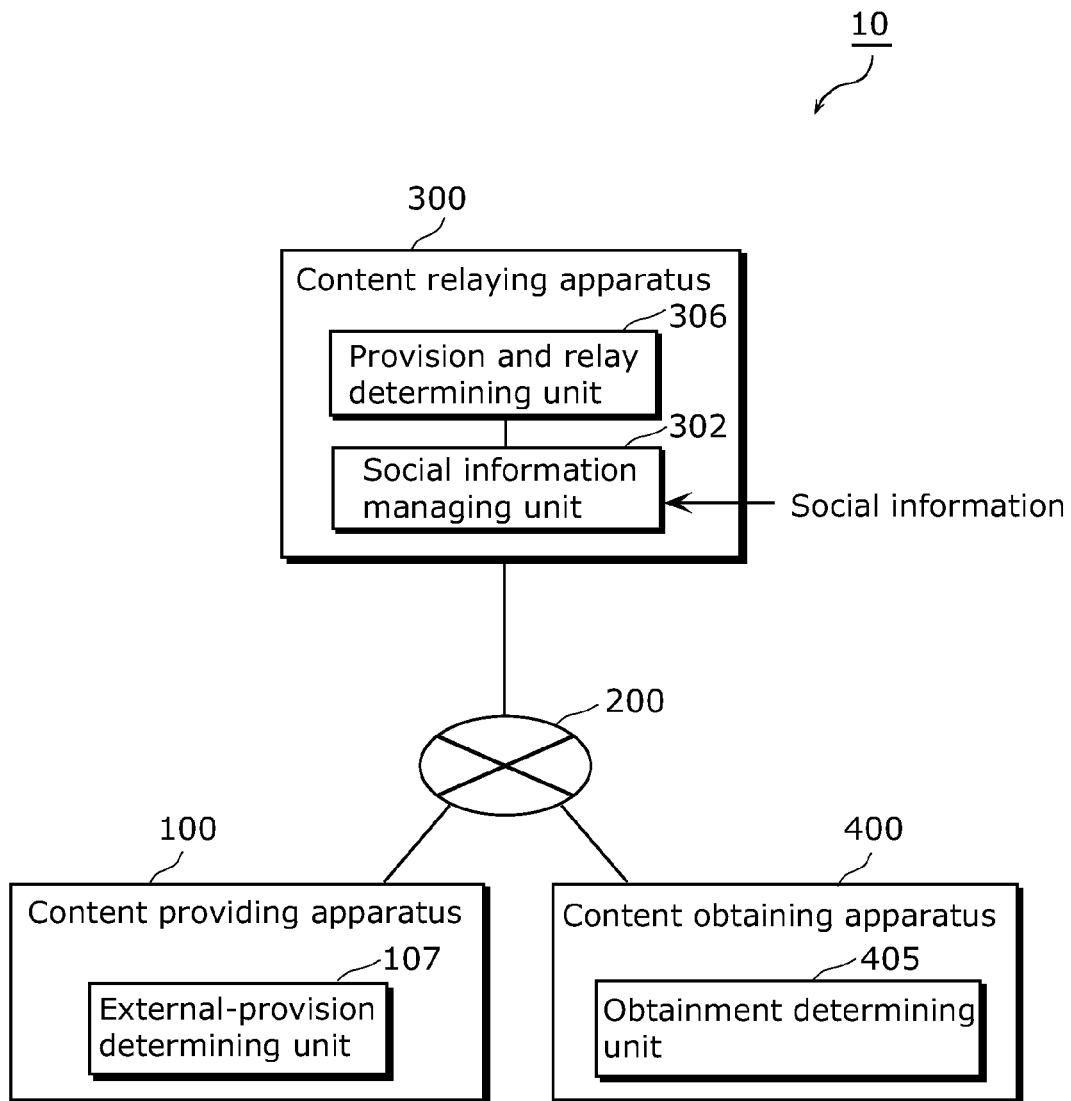 10
300
Content relaying apparatus
306
Provision and relay
determining unit
302
Social information
managing unit
Social information
200
100
Content providing apparatus
107
External-provision
determining unit
400
Content obtaining apparatus
405
Obtainment determining
unit